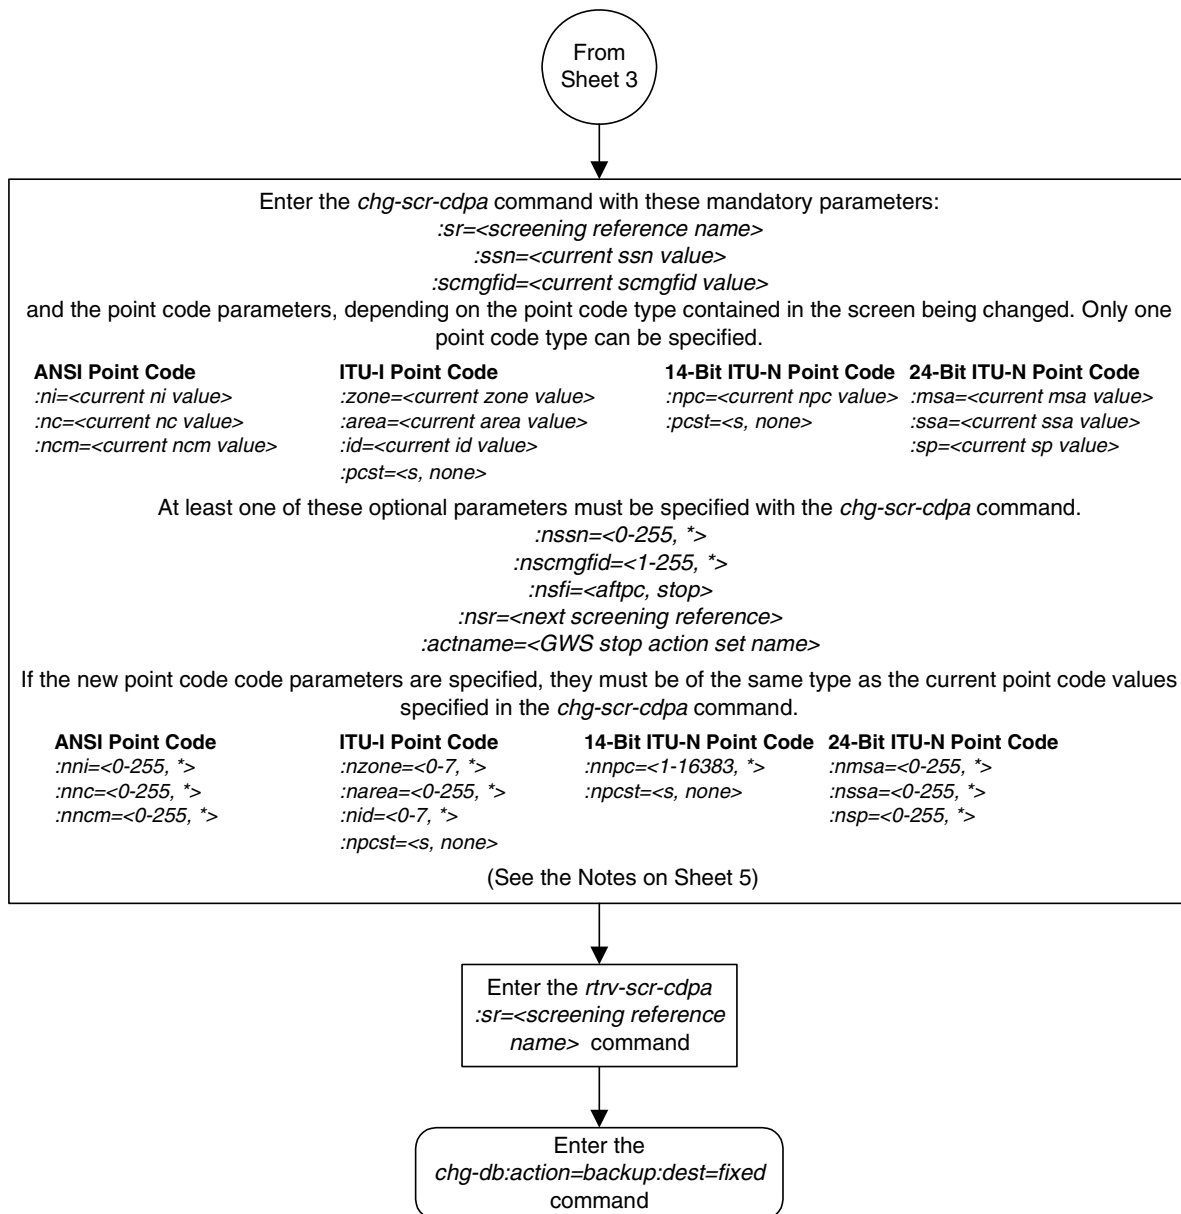 From
Sheet 3
Enter the chg-scr-cdpa command with these mandatory parameters:
:sr=<screening reference name>
:ssn=<current ssn value>
:scmgfid=<current scmgfid value>
and the point code parameters, depending on the point code type contained in the screen being changed. Only one
point code type can be specified.
ANSI Point Code
:ni=<current ni value>
:nc=<current nc value>
:ncm=<current ncm value>
ITU-I Point Code
:zone=<current zone value>
:area=<current area value>
:id=<current id value>
:pcst=<s, none>
14-Bit ITU-N Point Code
:npc=<current npc value>
:pcst=<s, none>
24-Bit ITU-N Point Code
:msa=<current msa value>
:ssa=<current ssa value>
:sp=<current sp value>
At least one of these optional parameters must be specified with the chg-scr-cdpa command.
:nssn=<0-255, *>
:nscmgfid=<1-255, *>
:nsfi=<aftpc, stop>
:nsr=<next screening reference>
:actname=<GWS stop action set name>
If the new point code code parameters are specified, they must be of the same type as the current point code values
specified in the chg-scr-cdpa command.
ANSI Point Code
:nni=<0-255, *>
:nnc=<0-255, *>
:nncm=<0-255, *>
ITU-I Point Code
:nzone=<0-7, *>
:narea=<0-255, *>
:nid=<0-7, *>
:npcst=<s, none>
14-Bit ITU-N Point Code
:nnpc=<1-16383, *>
:npcst=<s, none>
24-Bit ITU-N Point Code
:nmsa=<0-255, *>
:nssa=<0-255, *>
:nsp=<0-255, *>
(See the Notes on Sheet 5)
Enter the rtrv-scr-cdpa
:sr=<screening reference
name> command
Enter the
chg-db:action=backup:dest=fixed
command